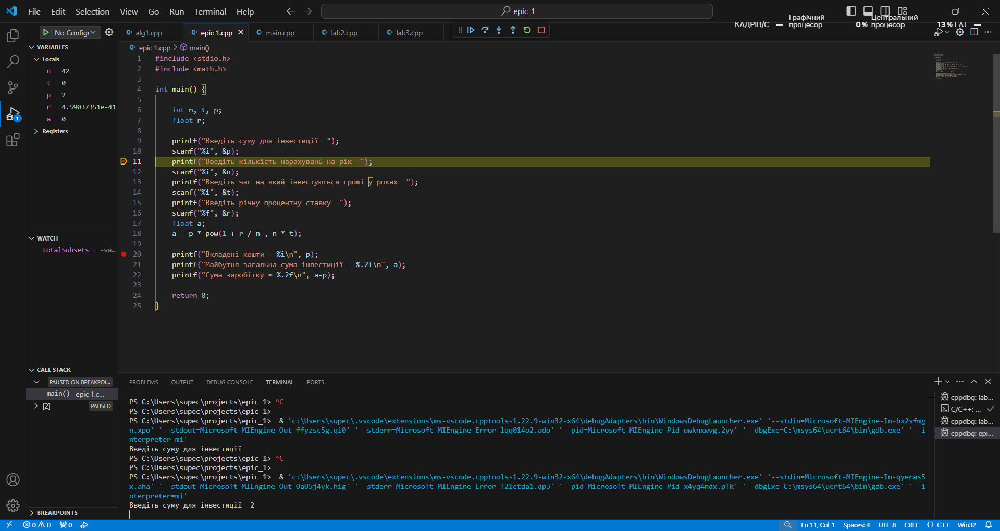 File Edit Selection View Go Run Terminal Help
epic_1
КАДРІВ/С — Графічний процесор 0 % Центральний процесор 13 % LAT —
No Config
alg1.cpp epic 1.cpp main.cpp lab2.cpp lab3.cpp
VARIABLES
Locals
n = 42
t = 0
p = 2
r = 4.59037351e-41
a = 0
Registers
WATCH
totalSubsets = -va…
CALL STACK
PAUSED ON BREAKPOI...
main() epic 1.c...
[2] PAUSED
BREAKPOINTS
epic 1.cpp > main()
1 #include <stdio.h>
2 #include <math.h>
3
4 int main() {
5
6 int n, t, p;
7 float r;
8
9 printf("Введіть суму для інвестиції  ");
10 scanf("%i", &p);
11 printf("Введіть кількість нарахувань на рік  ");
12 scanf("%i", &n);
13 printf("Введіть час на який інвестуються гроші у роках  ");
14 scanf("%i", &t);
15 printf("Введіть річну процентну ставку  ");
16 scanf("%f", &r);
17 float a;
18 a = p * pow(1 + r / n , n * t);
19
20 printf("Вкладені кошти = %i\n", p);
21 printf("Майбутня загальна сума інвестиції = %.2f\n", a);
22 printf("Сума заробітку = %.2f\n", a-p);
23
24 return 0;
25 }
PROBLEMS OUTPUT DEBUG CONSOLE TERMINAL PORTS
PS C:\Users\supec\projects\epic_1> ^C
PS C:\Users\supec\projects\epic_1>
PS C:\Users\supec\projects\epic_1>  & 'c:\Users\supec\.vscode\extensions\ms-vscode.cpptools-1.22.9-win32-x64\debugAdapters\bin\WindowsDebugLauncher.exe' '--stdin=Microsoft-MIEngine-In-bx2sfmg
n.xpo' '--stdout=Microsoft-MIEngine-Out-ffyzsc5g.qi0' '--stderr=Microsoft-MIEngine-Error-lqq014o2.ado' '--pid=Microsoft-MIEngine-Pid-uwknxwvg.2yy' '--dbgExe=C:\msys64\ucrt64\bin\gdb.exe' '--i
nterpreter=mi'
Введіть суму для інвестиції
PS C:\Users\supec\projects\epic_1> ^C
PS C:\Users\supec\projects\epic_1>
PS C:\Users\supec\projects\epic_1>  & 'c:\Users\supec\.vscode\extensions\ms-vscode.cpptools-1.22.9-win32-x64\debugAdapters\bin\WindowsDebugLauncher.exe' '--stdin=Microsoft-MIEngine-In-qyeras5
x.aha' '--stdout=Microsoft-MIEngine-Out-0a05j4vk.hig' '--stderr=Microsoft-MIEngine-Error-f21ctda1.qp3' '--pid=Microsoft-MIEngine-Pid-x4yq4ndx.pfk' '--dbgExe=C:\msys64\ucrt64\bin\gdb.exe' '--i
nterpreter=mi'
Введіть суму для інвестиції  2
cppdbg: lab...
C/C++: ...
cppdbg: lab...
cppdbg: epi...
0 0 0 Ln 11, Col 1 Spaces: 4 UTF-8 CRLF {} C++ Win32